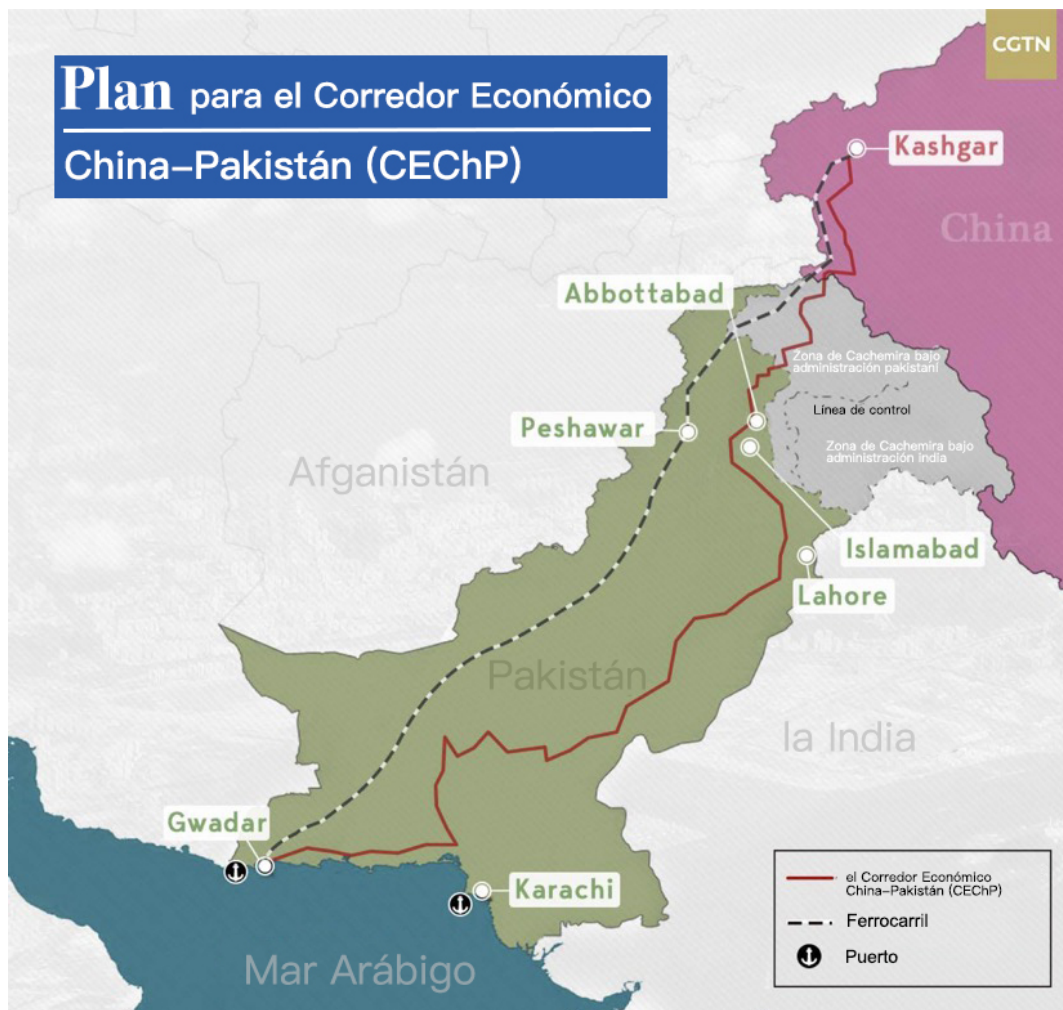 CGTN
Plan para el Corredor Económico
China–Pakistán (CEChP)
Kashgar
China
Abbottabad
Zona de Cachemira bajo
administración pakistaní
Línea de control
Peshawar
Zona de Cachemira bajo
administración india
Afganistán
Islamabad
Lahore
Pakistán
la India
Gwadar
Karachi
el Corredor Económico
China–Pakistán (CEChP)
Ferrocarril
Puerto
Mar Arábigo